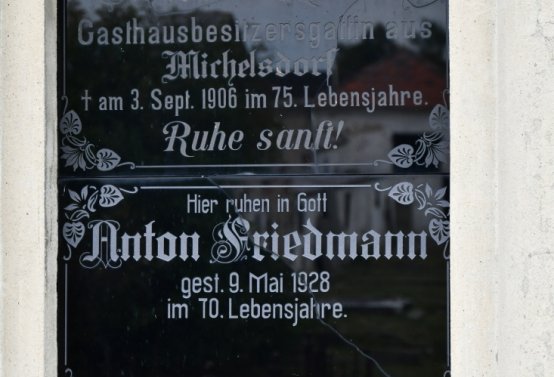 Gasthausbesitzersgattin aus
Michelsdorf
† am 3. Sept. 1906 im 75. Lebensjahre.
Ruhe sanft!
Hier ruhen in Gott
Anton Friedmann
gest. 9. Mai 1928
im 70. Lebensjahre.